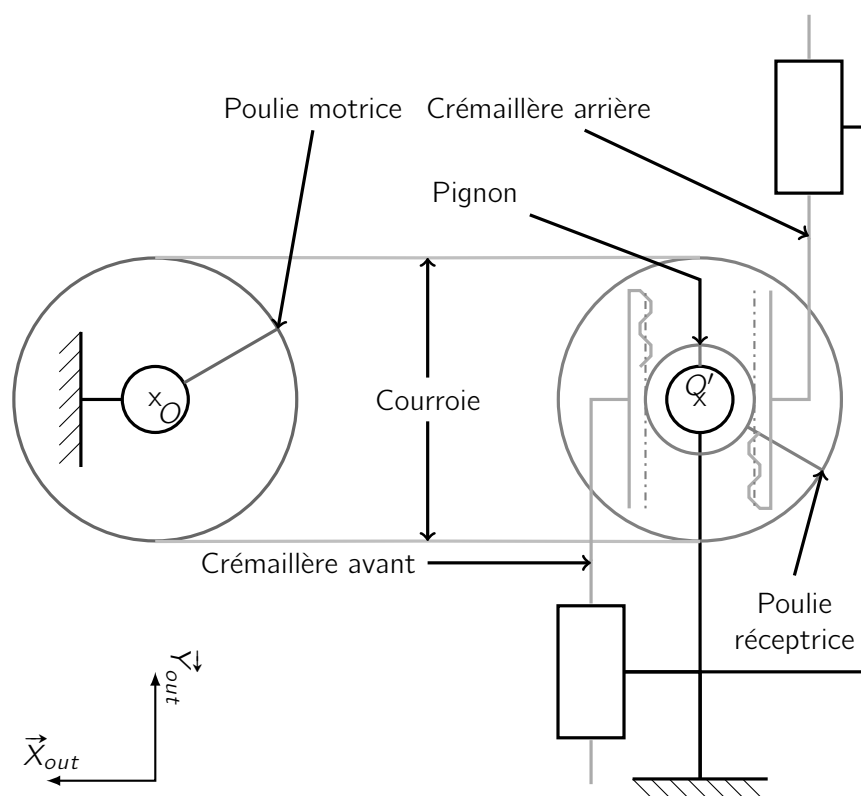 Poulie motrice
Crémaillère arrière
Pignon
O
O′
Courroie
Crémaillère avant
Poulie
réceptrice
Y⃗out
X⃗out